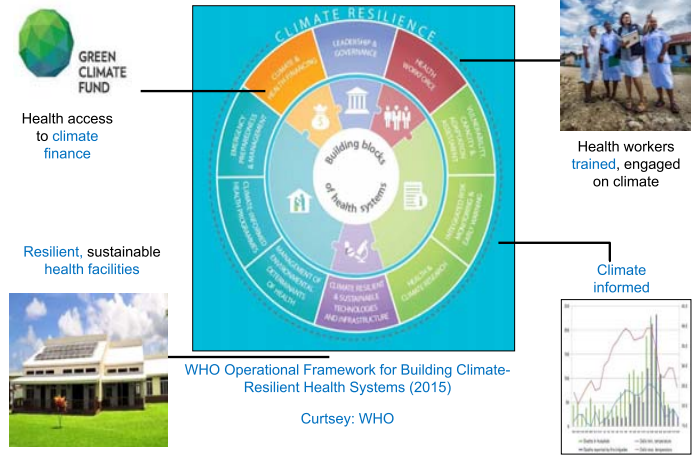 GREEN
CLIMATE
FUND
Health access
to climate
finance
Resilient, sustainable
health facilities
CLIMATE RESILIENCE
LEADERSHIP &
GOVERNANCE
HEALTH
WORKFORCE
VULNERABILITY,
CAPACITY &
ADAPTATION
ASSESSMENT
INTEGRATED RISK
MONITORING &
EARLY WARNING
HEALTH &
CLIMATE RESEARCH
CLIMATE RESILIENT
& SUSTAINABLE
TECHNOLOGIES
AND INFRASTRUCTURE
MANAGEMENT OF
ENVIRONMENTAL
DETERMINANTS
OF HEALTH
CLIMATE-INFORMED
HEALTH PROGRAMMES
EMERGENCY
PREPAREDNESS
& MANAGEMENT
CLIMATE &
HEALTH FINANCING
Building blocks
of health systems
Health workers
trained, engaged
on climate
Climate
informed
WHO Operational Framework for Building Climate-
Resilient Health Systems (2015)
Curtsey: WHO